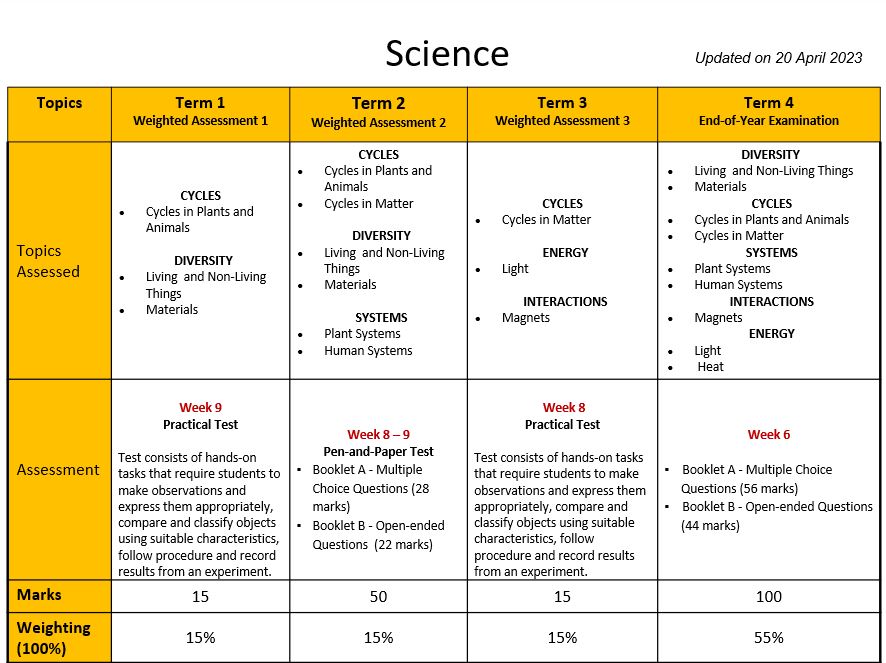 Science
Updated on 20 April 2023
Topics
Term 1
Weighted Assessment 1
Term 2
Weighted Assessment 2
Term 3
Weighted Assessment 3
Term 4
End-of-Year Examination
Topics
Assessed
CYCLES
• Cycles in Plants and
Animals
DIVERSITY
• Living and Non-Living
Things
• Materials
CYCLES
• Cycles in Plants and
Animals
• Cycles in Matter
DIVERSITY
• Living and Non-Living
Things
• Materials
SYSTEMS
• Plant Systems
• Human Systems
CYCLES
• Cycles in Matter
ENERGY
• Light
INTERACTIONS
• Magnets
DIVERSITY
• Living and Non-Living Things
• Materials
CYCLES
• Cycles in Plants and Animals
• Cycles in Matter
SYSTEMS
• Plant Systems
• Human Systems
INTERACTIONS
• Magnets
ENERGY
• Light
• Heat
Assessment
Week 9
Practical Test
Test consists of hands-on
tasks that require students to
make observations and
express them appropriately,
compare and classify objects
using suitable characteristics,
follow procedure and record
results from an experiment.
Week 8 – 9
Pen-and-Paper Test
▪ Booklet A - Multiple
Choice Questions (28
marks)
▪ Booklet B - Open-ended
Questions (22 marks)
Week 8
Practical Test
Test consists of hands-on tasks
that require students to make
observations and express them
appropriately, compare and
classify objects using suitable
characteristics, follow
procedure and record results
from an experiment.
Week 6
▪ Booklet A - Multiple Choice
Questions (56 marks)
▪ Booklet B - Open-ended Questions
(44 marks)
Marks
15
50
15
100
Weighting
(100%)
15%
15%
15%
55%